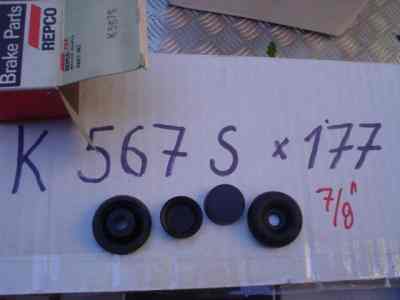 Brake Parts
REPCO
K567S
K 567 S × 177
7/8"